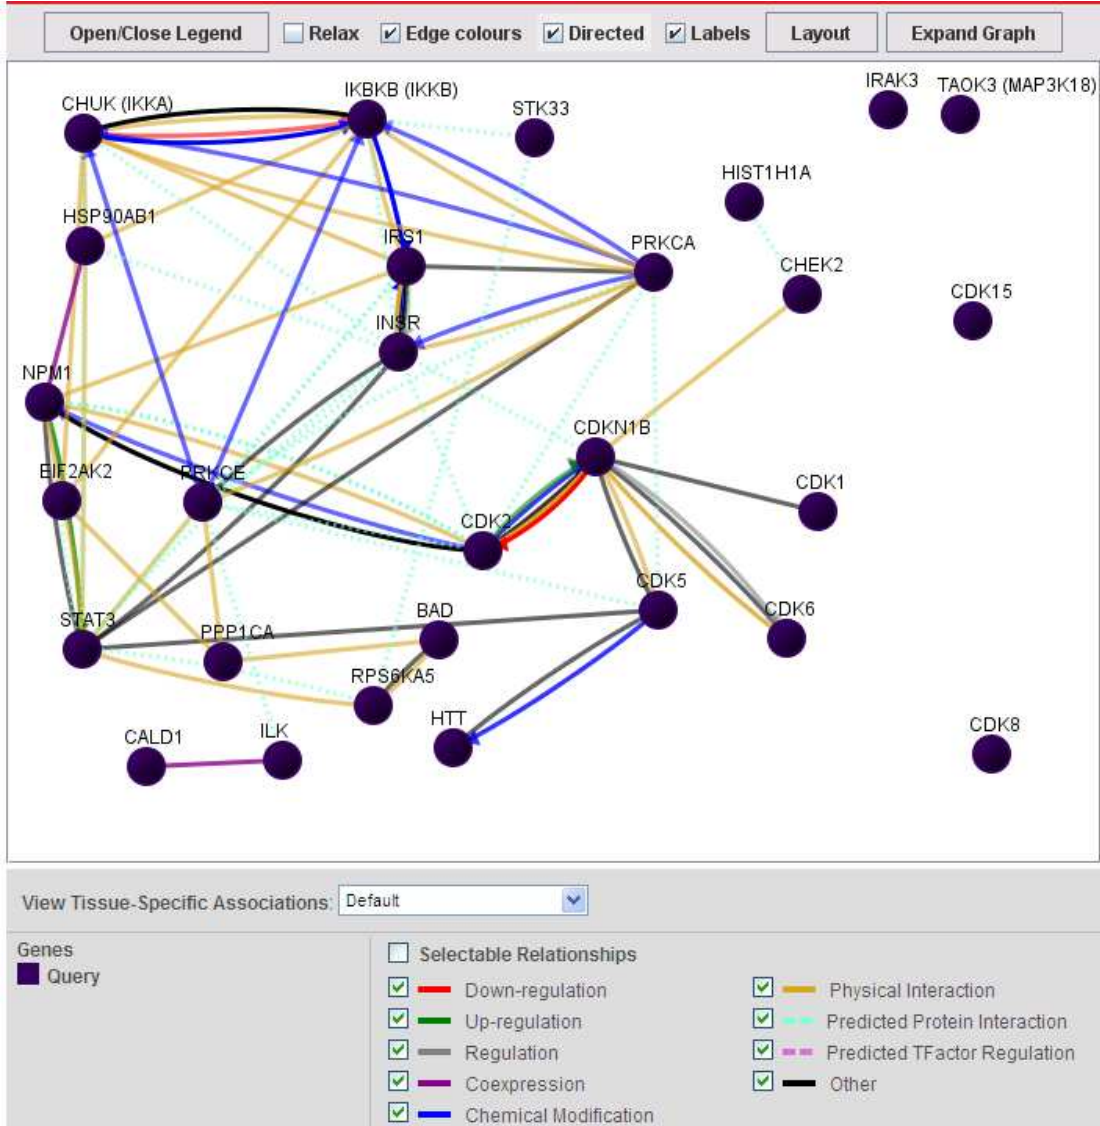 Open/Close Legend Relax Edge colours Directed Labels Layout Expand Graph
IRAK3 TAOK3 (MAP3K18)
CHUK (IKKA) IKBKB (IKKB) STK33
HIST1H1A
HSP90AB1 IRS1 PRKCA
CHEK2
CDK15
INSR
NPM1
CDKN1B
EIF2AK2 PRKCE CDK1
CDK2
CDK5
STAT3 PPP1CA BAD CDK6
RPS6KA5
CALD1 ILK HTT CDK8
View Tissue-Specific Associations: Default
Genes
Query
Selectable Relationships
Down-regulation
Up-regulation
Regulation
Coexpression
Chemical Modification
Physical Interaction
Predicted Protein Interaction
Predicted TFactor Regulation
Other